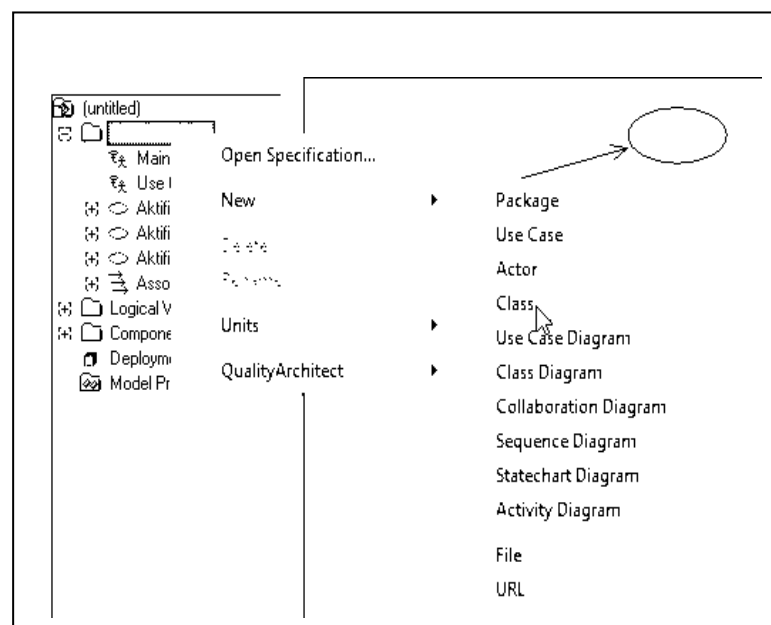 (untitled)
Main
Use
Aktifi
Aktifi
Aktifi
Asso
Logical V
Compone
Deploym
Model Pr
Open Specification...
New
Units
QualityArchitect
Package
Use Case
Actor
Class
Use Case Diagram
Class Diagram
Collaboration Diagram
Sequence Diagram
Statechart Diagram
Activity Diagram
File
URL